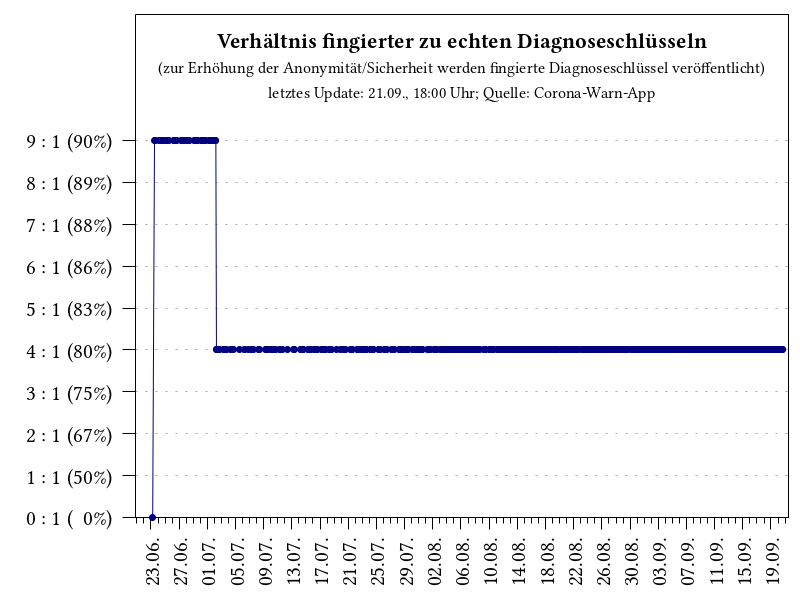 Verhältnis fingierter zu echten Diagnoseschlüsseln
(zur Erhöhung der Anonymität/Sicherheit werden fingierte Diagnoseschlüssel veröffentlicht)
letztes Update: 21.09., 18:00 Uhr; Quelle: Corona-Warn-App
9 : 1 (90%)
8 : 1 (89%)
7 : 1 (88%)
6 : 1 (86%)
5 : 1 (83%)
4 : 1 (80%)
3 : 1 (75%)
2 : 1 (67%)
1 : 1 (50%)
0 : 1 (  0%)
23.06.
27.06.
01.07.
05.07.
09.07.
13.07.
17.07.
21.07.
25.07.
29.07.
02.08.
06.08.
10.08.
14.08.
18.08.
22.08.
26.08.
30.08.
03.09.
07.09.
11.09.
15.09.
19.09.